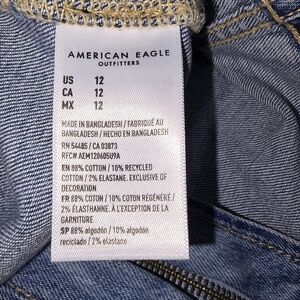 AMERICAN EAGLE
OUTFITTERS
US 12
CA 12
MX 12
MADE IN BANGLADESH / FABRIQUÉ AU
BANGLADESH / HECHO EN BANGLADESH
RN 54485 / CA 03873
RFC# AEM120605U9A
EN 88% COTTON / 10% RECYCLED
COTTON / 2% ELASTANE. EXCLUSIVE OF
DECORATION
FR 88% COTON / 10% COTON RÉGÉNÉRÉ /
2% ÉLASTHANNE. À L'EXCEPTION DE LA
GARNITURE
SP 88% algodón / 10% algodón
reciclado / 2% elastano